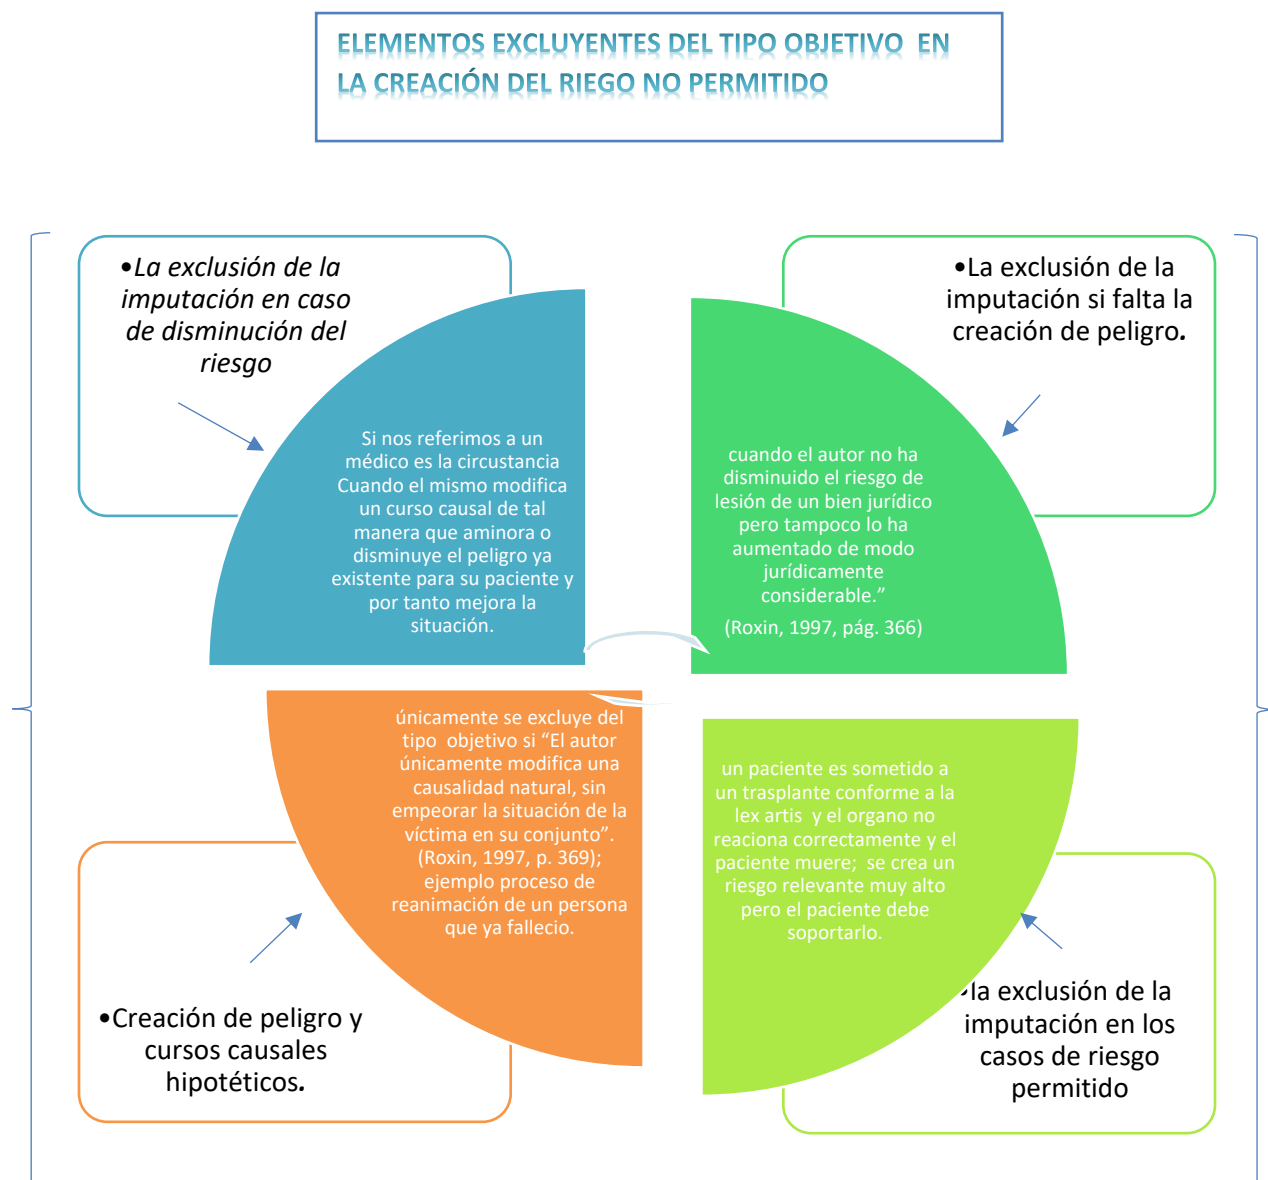 ELEMENTOS EXCLUYENTES DEL TIPO OBJETIVO EN
LA CREACIÓN DEL RIEGO NO PERMITIDO
•La exclusión de la
imputación en caso
de disminución del
riesgo
Si nos referimos a un
médico es la circustancia
Cuando el mismo modifica
un curso causal de tal
manera que aminora o
disminuye el peligro ya
existente para su paciente y
por tanto mejora la
situación.
•La exclusión de la
imputación si falta la
creación de peligro.
cuando el autor no ha
disminuido el riesgo de
lesión de un bien jurídico
pero tampoco lo ha
aumentado de modo
jurídicamente
considerable.”
(Roxin, 1997, pág. 366)
únicamente se excluye del
tipo objetivo si “El autor
únicamente modifica una
causalidad natural, sin
empeorar la situación de la
víctima en su conjunto”.
(Roxin, 1997, p. 369);
ejemplo proceso de
reanimación de un persona
que ya fallecio.
•Creación de peligro y
cursos causales
hipotéticos.
un paciente es sometido a
un trasplante conforme a la
lex artis y el organo no
reaciona correctamente y el
paciente muere; se crea un
riesgo relevante muy alto
pero el paciente debe
soportarlo.
•la exclusión de la
imputación en los
casos de riesgo
permitido